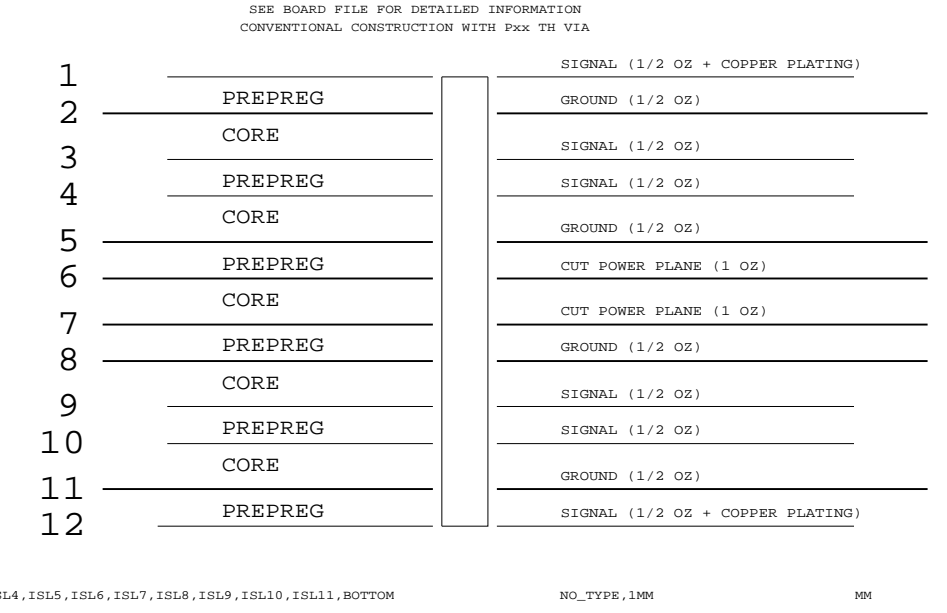 SEE BOARD FILE FOR DETAILED INFORMATION
CONVENTIONAL CONSTRUCTION WITH Pxx TH VIA
1 SIGNAL (1/2 OZ + COPPER PLATING)
PREPREG
2 GROUND (1/2 OZ)
CORE
3 SIGNAL (1/2 OZ)
PREPREG
4 SIGNAL (1/2 OZ)
CORE
5 GROUND (1/2 OZ)
PREPREG
6 CUT POWER PLANE (1 OZ)
CORE
7 CUT POWER PLANE (1 OZ)
PREPREG
8 GROUND (1/2 OZ)
CORE
9 SIGNAL (1/2 OZ)
PREPREG
10 SIGNAL (1/2 OZ)
CORE
11 GROUND (1/2 OZ)
PREPREG
12 SIGNAL (1/2 OZ + COPPER PLATING)
SL4,ISL5,ISL6,ISL7,ISL8,ISL9,ISL10,ISL11,BOTTOM NO_TYPE,1MM MM